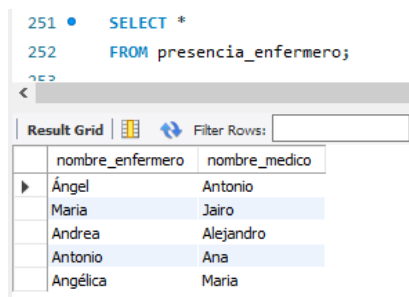 251 SELECT *
252 FROM presencia_enfermero;
253
Result Grid Filter Rows:
nombre_enfermero nombre_medico
Ángel Antonio
Maria Jairo
Andrea Alejandro
Antonio Ana
Angélica Maria